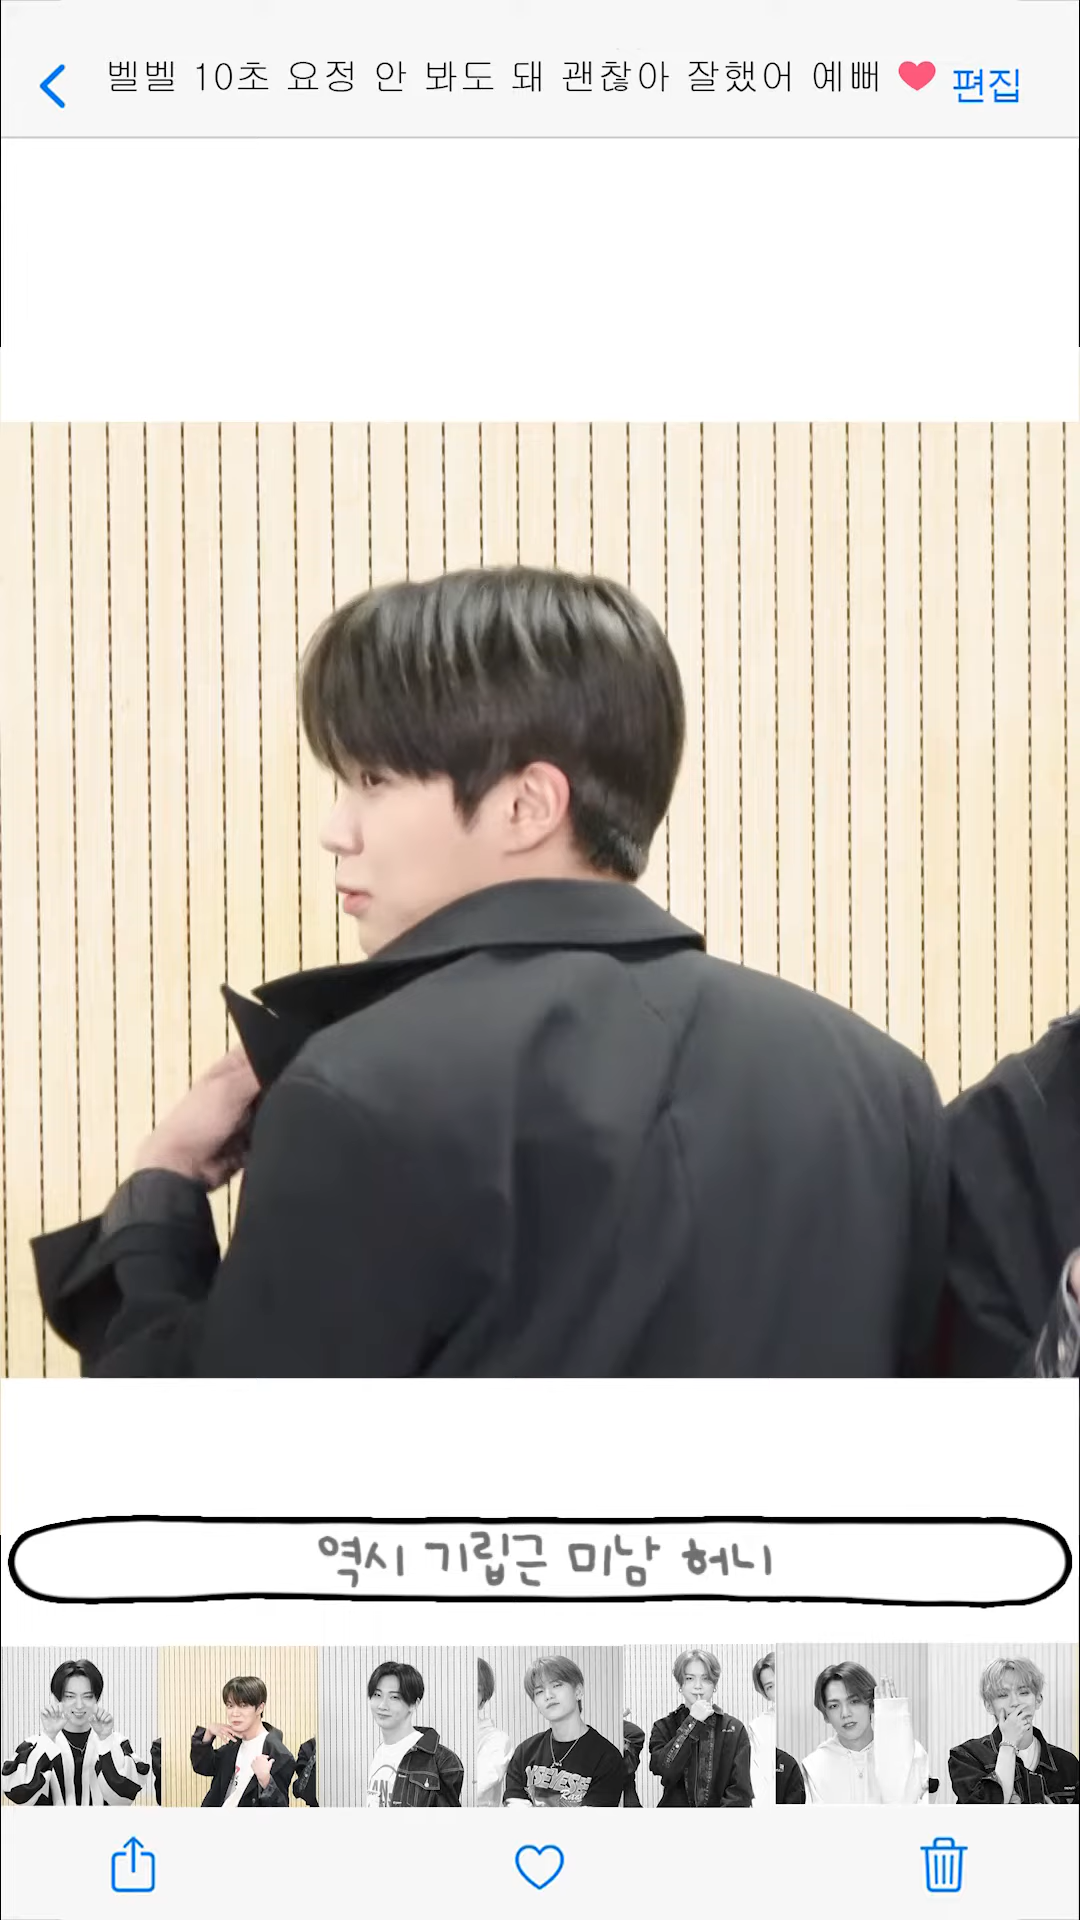 벨벨 10초 요정 안 봐도 돼 괜찮아 잘했어 예뻐 ❤ 편집
역시 기립근 미남 허니